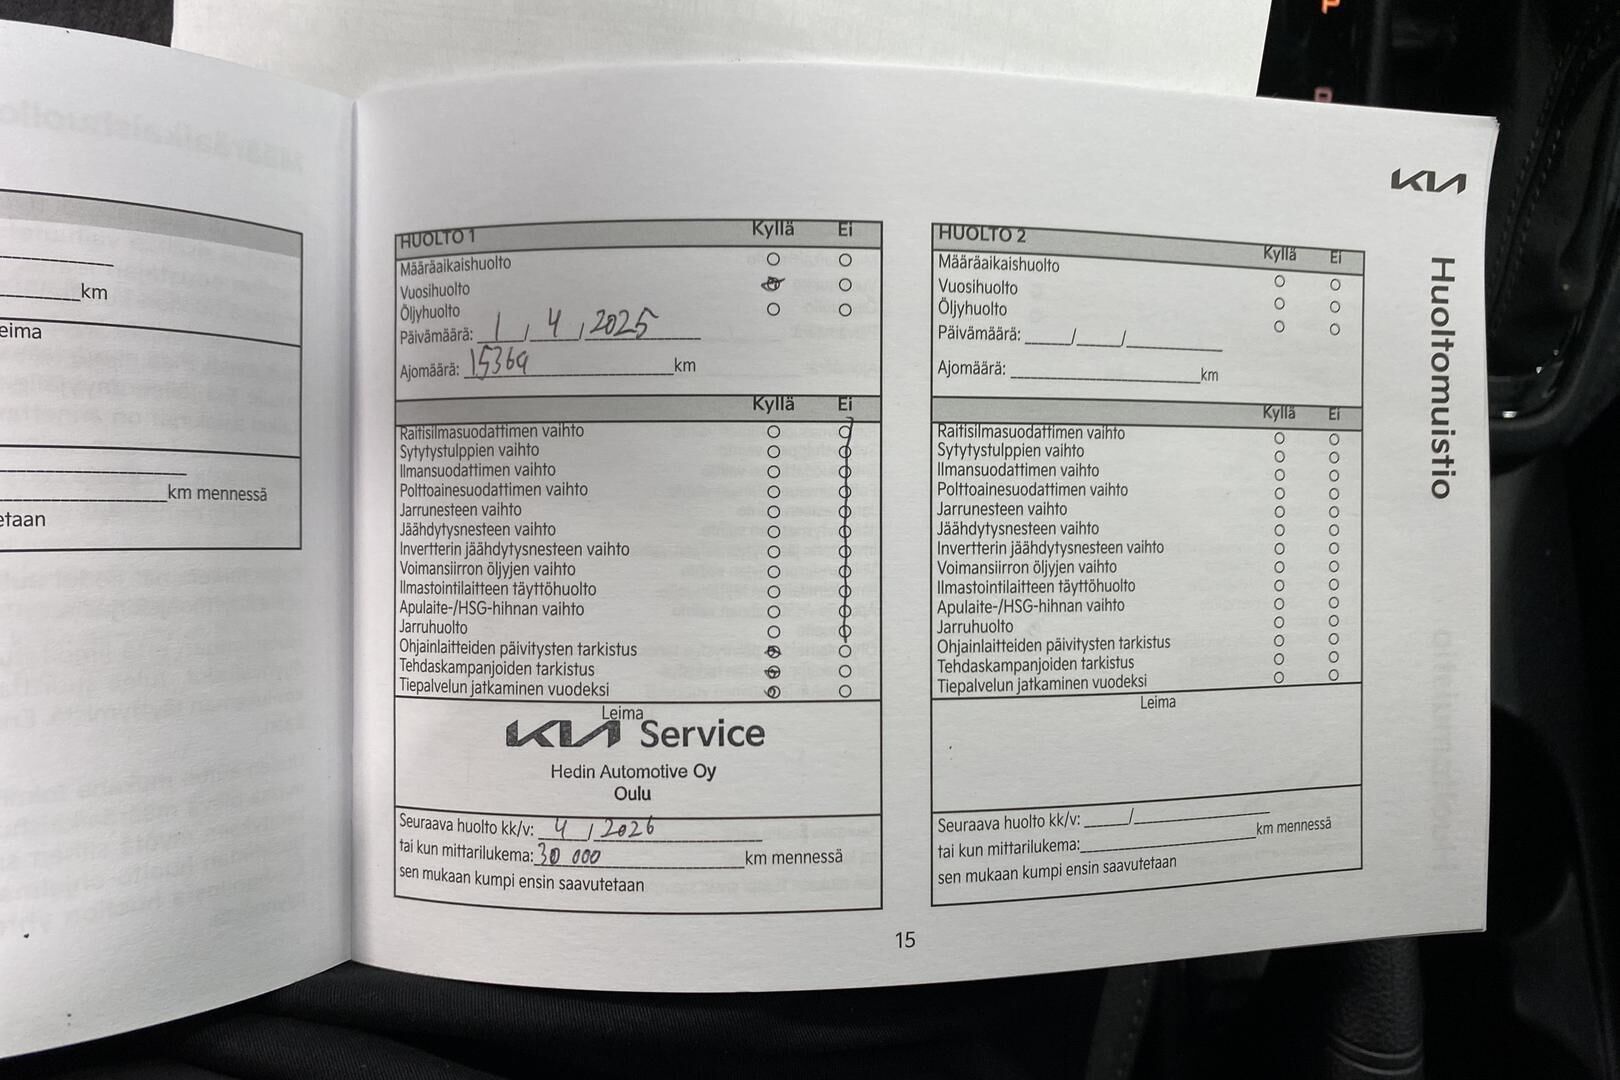 km
eima
km mennessä
etaan
HUOLTO 1 Kyllä Ei
Määräaikaishuolto
Vuosihuolto
Öljyhuolto
Päivämäärä: 1 / 4 / 2025
Ajomäärä: 15364 km
Kyllä Ei
Raitisilmasuodattimen vaihto
Sytytystulppien vaihto
Ilmansuodattimen vaihto
Polttoainesuodattimen vaihto
Jarrunesteen vaihto
Jäähdytysnesteen vaihto
Invertterin jäähdytysnesteen vaihto
Voimansiirron öljyjen vaihto
Ilmastointilaitteen täyttöhuolto
Apulaite-/HSG-hihnan vaihto
Jarruhuolto
Ohjainlaitteiden päivitysten tarkistus
Tehdaskampanjoiden tarkistus
Tiepalvelun jatkaminen vuodeksi
Leima
KIA Service
Hedin Automotive Oy
Oulu
Seuraava huolto kk/v: 4 / 2026
tai kun mittarilukema: 30 000 km mennessä
sen mukaan kumpi ensin saavutetaan
HUOLTO 2 Kyllä Ei
Määräaikaishuolto
Vuosihuolto
Öljyhuolto
Päivämäärä: / /
Ajomäärä: km
Kyllä Ei
Raitisilmasuodattimen vaihto
Sytytystulppien vaihto
Ilmansuodattimen vaihto
Polttoainesuodattimen vaihto
Jarrunesteen vaihto
Jäähdytysnesteen vaihto
Invertterin jäähdytysnesteen vaihto
Voimansiirron öljyjen vaihto
Ilmastointilaitteen täyttöhuolto
Apulaite-/HSG-hihnan vaihto
Jarruhuolto
Ohjainlaitteiden päivitysten tarkistus
Tehdaskampanjoiden tarkistus
Tiepalvelun jatkaminen vuodeksi
Leima
Seuraava huolto kk/v: /
tai kun mittarilukema: km mennessä
sen mukaan kumpi ensin saavutetaan
KIA
Huoltomuistio
15